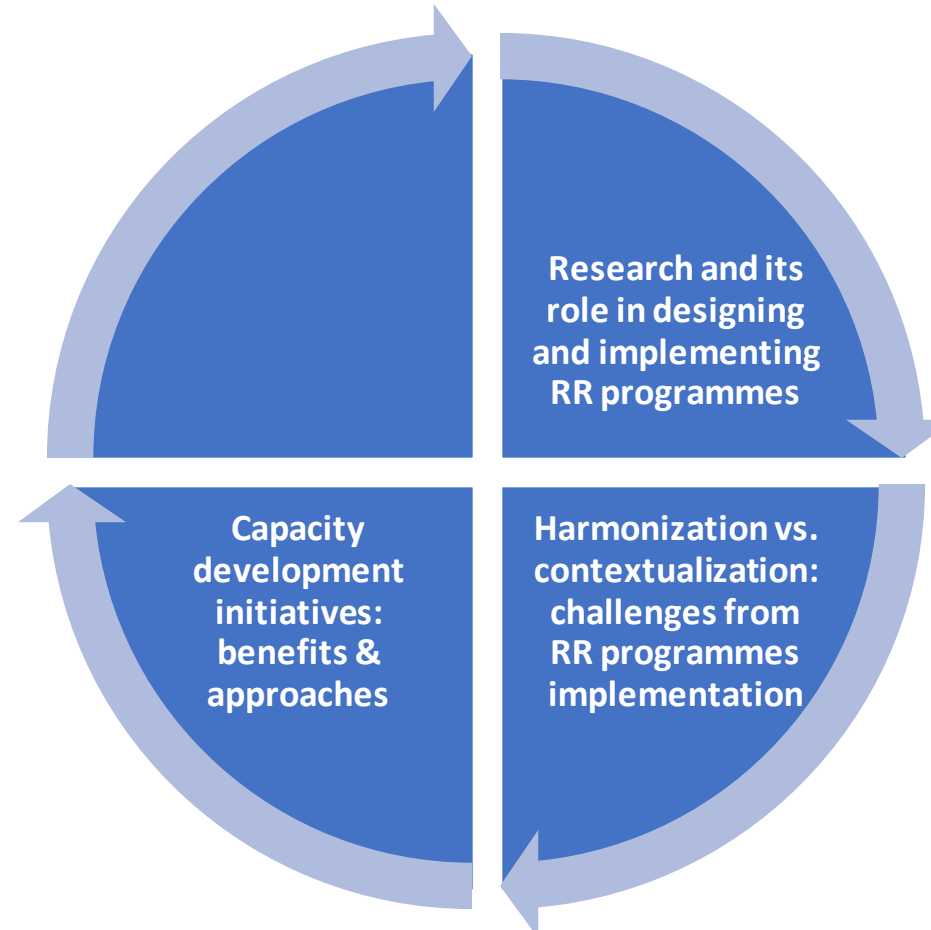 Research and its
role in designing
and implementing
RR programmes
Harmonization vs.
contextualization:
challenges from
RR programmes
implementation
Capacity
development
initiatives:
benefits &
approaches